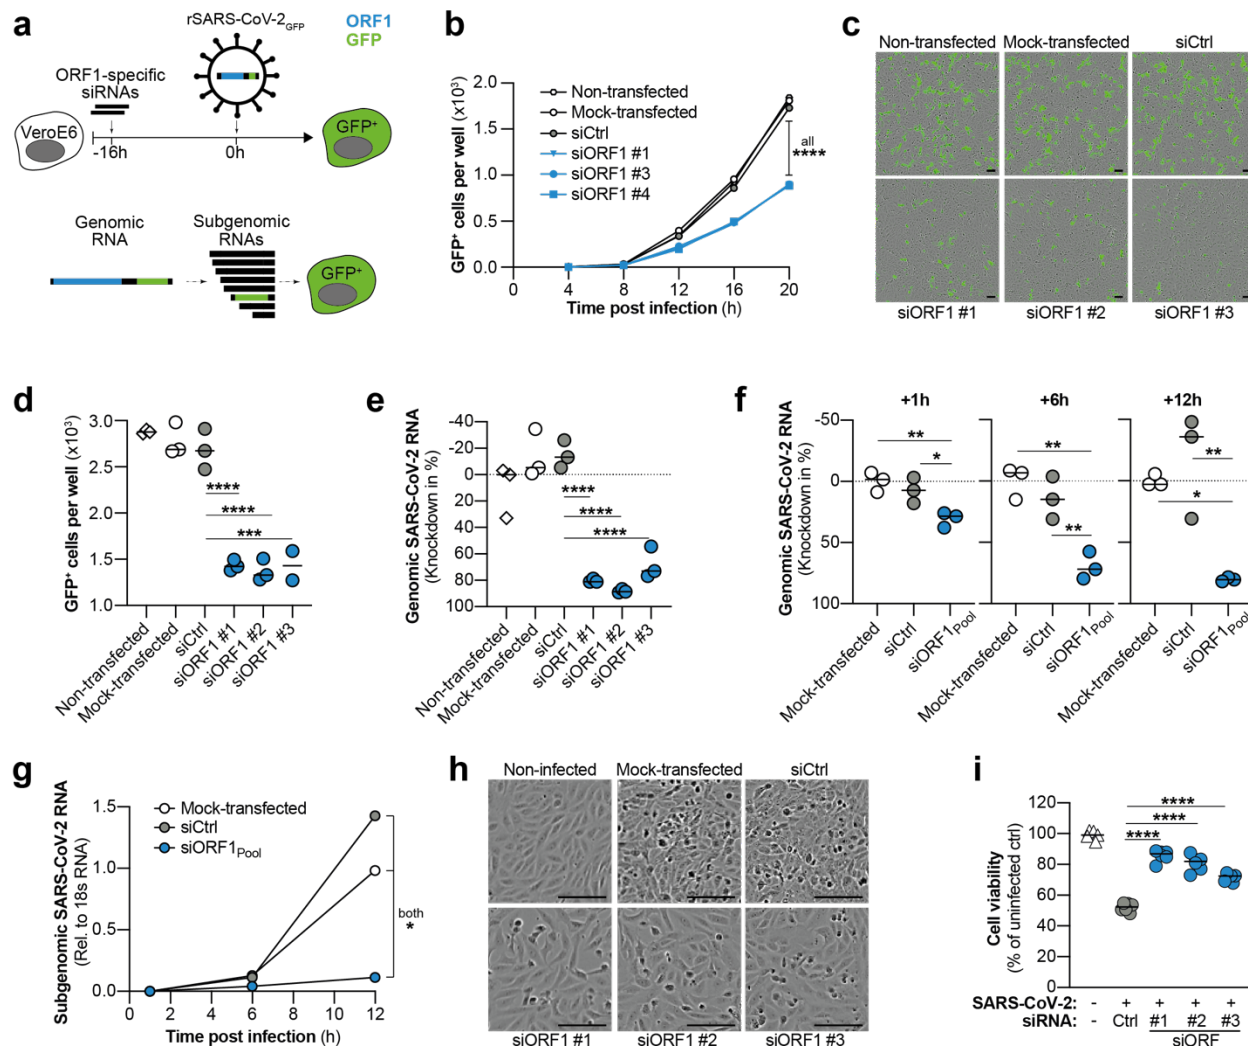 a
rSARS-CoV-2GFP
ORF1
GFP
ORF1-specific
siRNAs
VeroE6
-16h
0h
GFP+
Genomic
RNA
Subgenomic
RNAs
GFP+
b
GFP+ cells per well (x10³)
2.0
1.5
1.0
0.5
0.0
Non-transfected
Mock-transfected
siCtrl
siORF1 #1
siORF1 #3
siORF1 #4
all
****
0 4 8 12 16 20
Time post infection (h)
c
Non-transfected Mock-transfected siCtrl
siORF1 #1 siORF1 #2 siORF1 #3
d
GFP+ cells per well (x10³)
3.0
2.5
2.0
1.5
1.0
****
****
***
Non-transfected
Mock-transfected
siCtrl
siORF1 #1
siORF1 #2
siORF1 #3
e
Genomic SARS-CoV-2 RNA
(Knockdown in %)
-40
-20
0
20
40
60
80
100
****
****
****
Non-transfected
Mock-transfected
siCtrl
siORF1 #1
siORF1 #2
siORF1 #3
f
Genomic SARS-CoV-2 RNA
(Knockdown in %)
+1h +6h +12h
-50
0
50
100
**
*
**
**
**
*
Mock-transfected
siCtrl
siORF1Pool
Mock-transfected
siCtrl
siORF1Pool
Mock-transfected
siCtrl
siORF1Pool
g
Subgenomic SARS-CoV-2 RNA
(Rel. to 18s RNA)
1.5
1.0
0.5
0.0
Mock-transfected
siCtrl
siORF1Pool
both
*
0 2 4 6 8 10 12
Time post infection (h)
h
Non-infected Mock-transfected siCtrl
siORF1 #1 siORF1 #2 siORF1 #3
i
Cell viability
(% of uninfected ctrl)
120
100
80
60
40
20
0
****
****
****
SARS-CoV-2: - + + + +
siRNA: - Ctrl #1 #2 #3
siORF